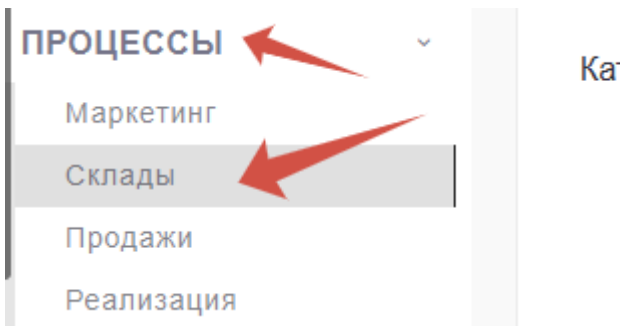 ПРОЦЕССЫ
Маркетинг
Склады
Продажи
Реализация